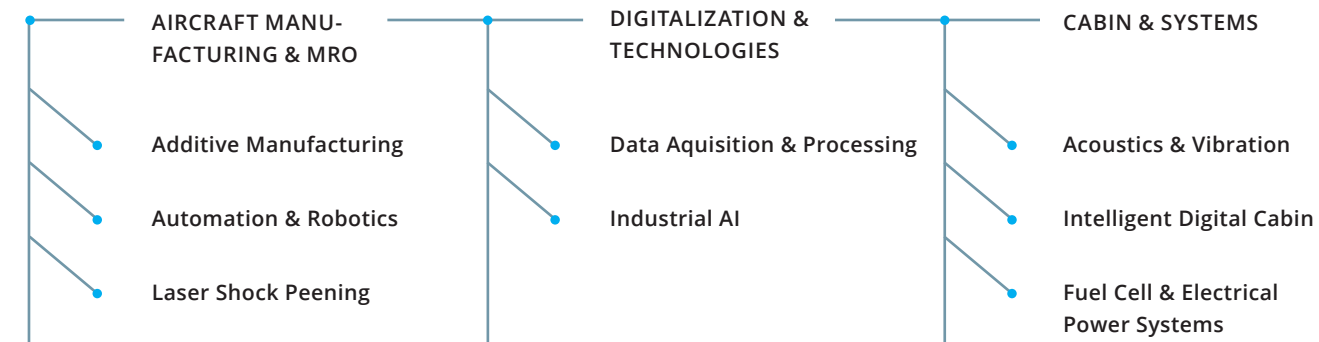 AIRCRAFT MANU-
FACTURING & MRO
Additive Manufacturing
Automation & Robotics
Laser Shock Peening
DIGITALIZATION &
TECHNOLOGIES
Data Aquisition & Processing
Industrial AI
CABIN & SYSTEMS
Acoustics & Vibration
Intelligent Digital Cabin
Fuel Cell & Electrical
Power Systems